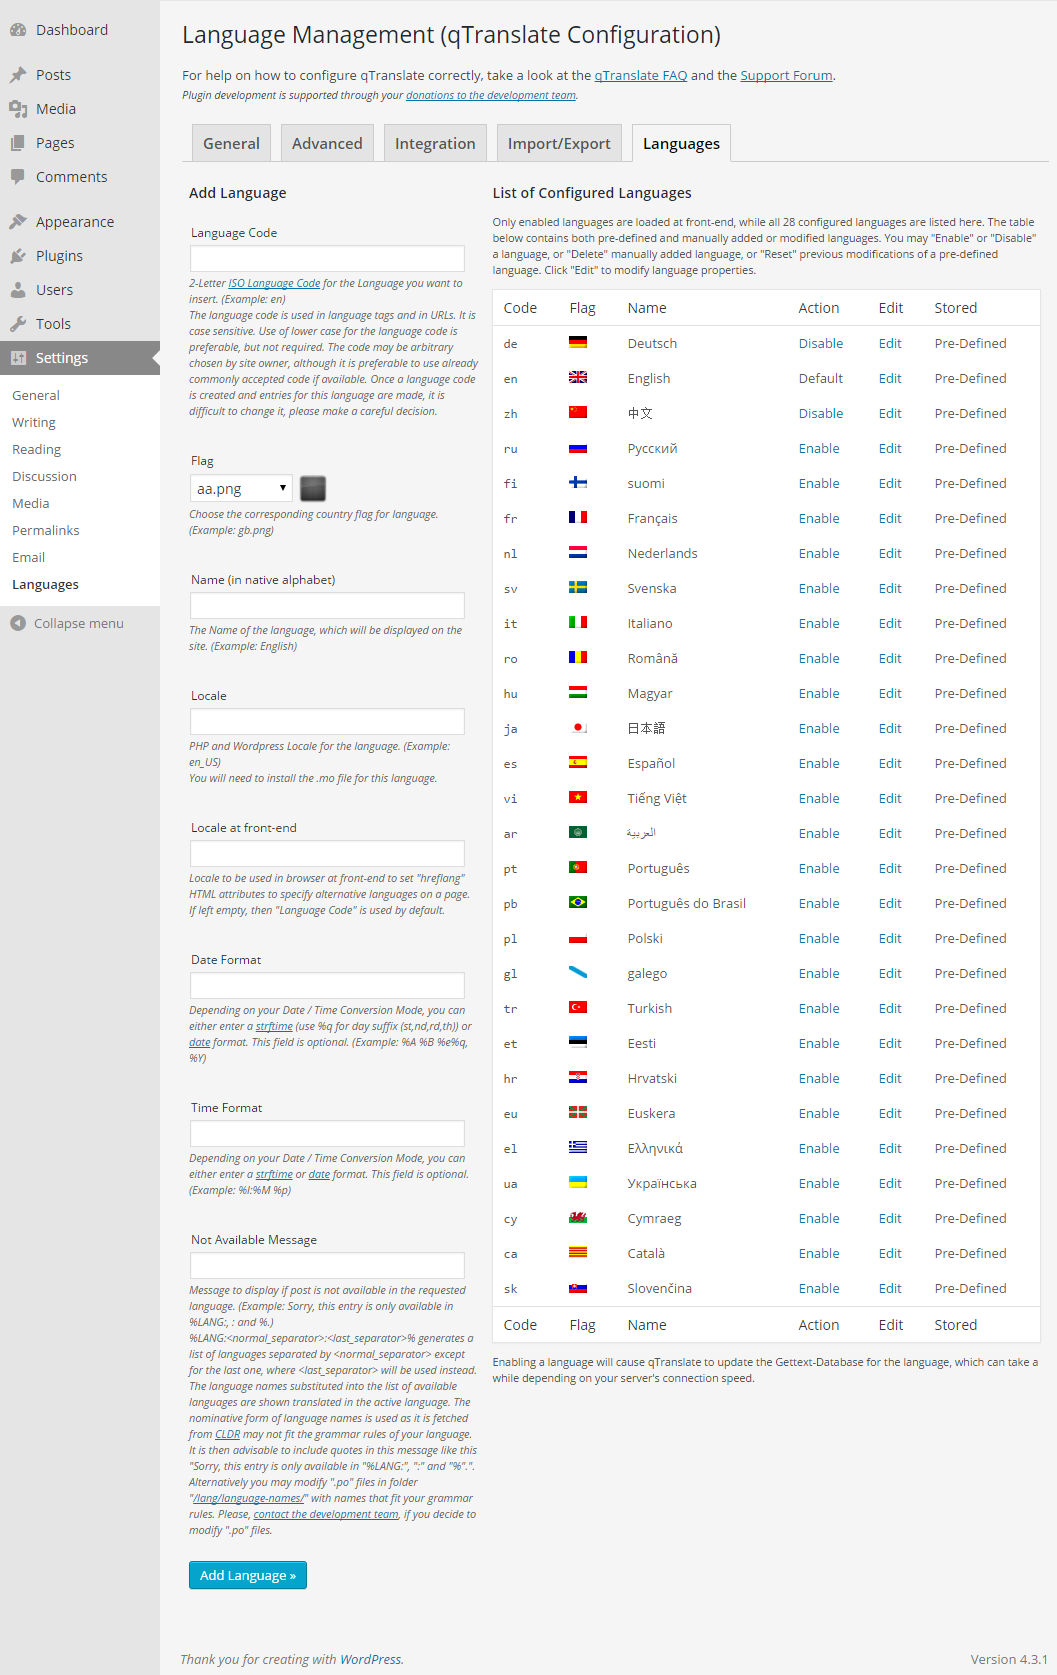 Dashboard
Posts
Media
Pages
Comments
Appearance
Plugins
Users
Tools
Settings
General
Writing
Reading
Discussion
Media
Permalinks
Email
Languages
Collapse menu
Language Management (qTranslate Configuration)
For help on how to configure qTranslate correctly, take a look at the qTranslate FAQ and the Support Forum.
Plugin development is supported through your donations to the development team.
General Advanced Integration Import/Export Languages
Add Language
Language Code
2-Letter ISO Language Code for the Language you want to
insert. (Example: en)
The language code is used in language tags and in URLs. It is
case sensitive. Use of lower case for the language code is
preferable, but not required. The code may be arbitrary
chosen by site owner, although it is preferable to use already
commonly accepted code if available. Once a language code
is created and entries for this language are made, it is
difficult to change it, please make a careful decision.
Flag
aa.png
Choose the corresponding country flag for language.
(Example: gb.png)
Name (in native alphabet)
The Name of the language, which will be displayed on the
site. (Example: English)
Locale
PHP and Wordpress Locale for the language. (Example:
en_US)
You will need to install the .mo file for this language.
Locale at front-end
Locale to be used in browser at front-end to set "hreflang"
HTML attributes to specify alternative languages on a page.
If left empty, then "Language Code" is used by default.
Date Format
Depending on your Date / Time Conversion Mode, you can
either enter a strftime (use %q for day suffix (st,nd,rd,th)) or
date format. This field is optional. (Example: %A %B %e%q,
%Y)
Time Format
Depending on your Date / Time Conversion Mode, you can
either enter a strftime or date format. This field is optional.
(Example: %I:%M %p)
Not Available Message
Message to display if post is not available in the requested
language. (Example: Sorry, this entry is only available in
%LANG:, : and %.)
%LANG:<normal_separator>:<last_separator>% generates a
list of languages separated by <normal_separator> except
for the last one, where <last_separator> will be used instead.
The language names substituted into the list of available
languages are shown translated in the active language. The
nominative form of language names is used as it is fetched
from CLDR may not fit the grammar rules of your language.
It is then advisable to include quotes in this message like this
"Sorry, this entry is only available in "%LANG:", ":" and "%".".
Alternatively you may modify ".po" files in folder
"/lang/language-names/" with names that fit your grammar
rules. Please, contact the development team, if you decide to
modify ".po" files.
Add Language »
List of Configured Languages
Only enabled languages are loaded at front-end, while all 28 configured languages are listed here. The table
below contains both pre-defined and manually added or modified languages. You may "Enable" or "Disable"
a language, or "Delete" manually added language, or "Reset" previous modifications of a pre-defined
language. Click "Edit" to modify language properties.
Code Flag Name Action Edit Stored
de Deutsch Disable Edit Pre-Defined
en English Default Edit Pre-Defined
zh 中文 Disable Edit Pre-Defined
ru Русский Enable Edit Pre-Defined
fi suomi Enable Edit Pre-Defined
fr Français Enable Edit Pre-Defined
nl Nederlands Enable Edit Pre-Defined
sv Svenska Enable Edit Pre-Defined
it Italiano Enable Edit Pre-Defined
ro Română Enable Edit Pre-Defined
hu Magyar Enable Edit Pre-Defined
ja 日本語 Enable Edit Pre-Defined
es Español Enable Edit Pre-Defined
vi Tiếng Việt Enable Edit Pre-Defined
ar العربية Enable Edit Pre-Defined
pt Português Enable Edit Pre-Defined
pb Português do Brasil Enable Edit Pre-Defined
pl Polski Enable Edit Pre-Defined
gl galego Enable Edit Pre-Defined
tr Turkish Enable Edit Pre-Defined
et Eesti Enable Edit Pre-Defined
hr Hrvatski Enable Edit Pre-Defined
eu Euskera Enable Edit Pre-Defined
el Ελληνικά Enable Edit Pre-Defined
ua Українська Enable Edit Pre-Defined
cy Cymraeg Enable Edit Pre-Defined
ca Català Enable Edit Pre-Defined
sk Slovenčina Enable Edit Pre-Defined
Code Flag Name Action Edit Stored
Enabling a language will cause qTranslate to update the Gettext-Database for the language, which can take a
while depending on your server's connection speed.
Thank you for creating with WordPress.
Version 4.3.1